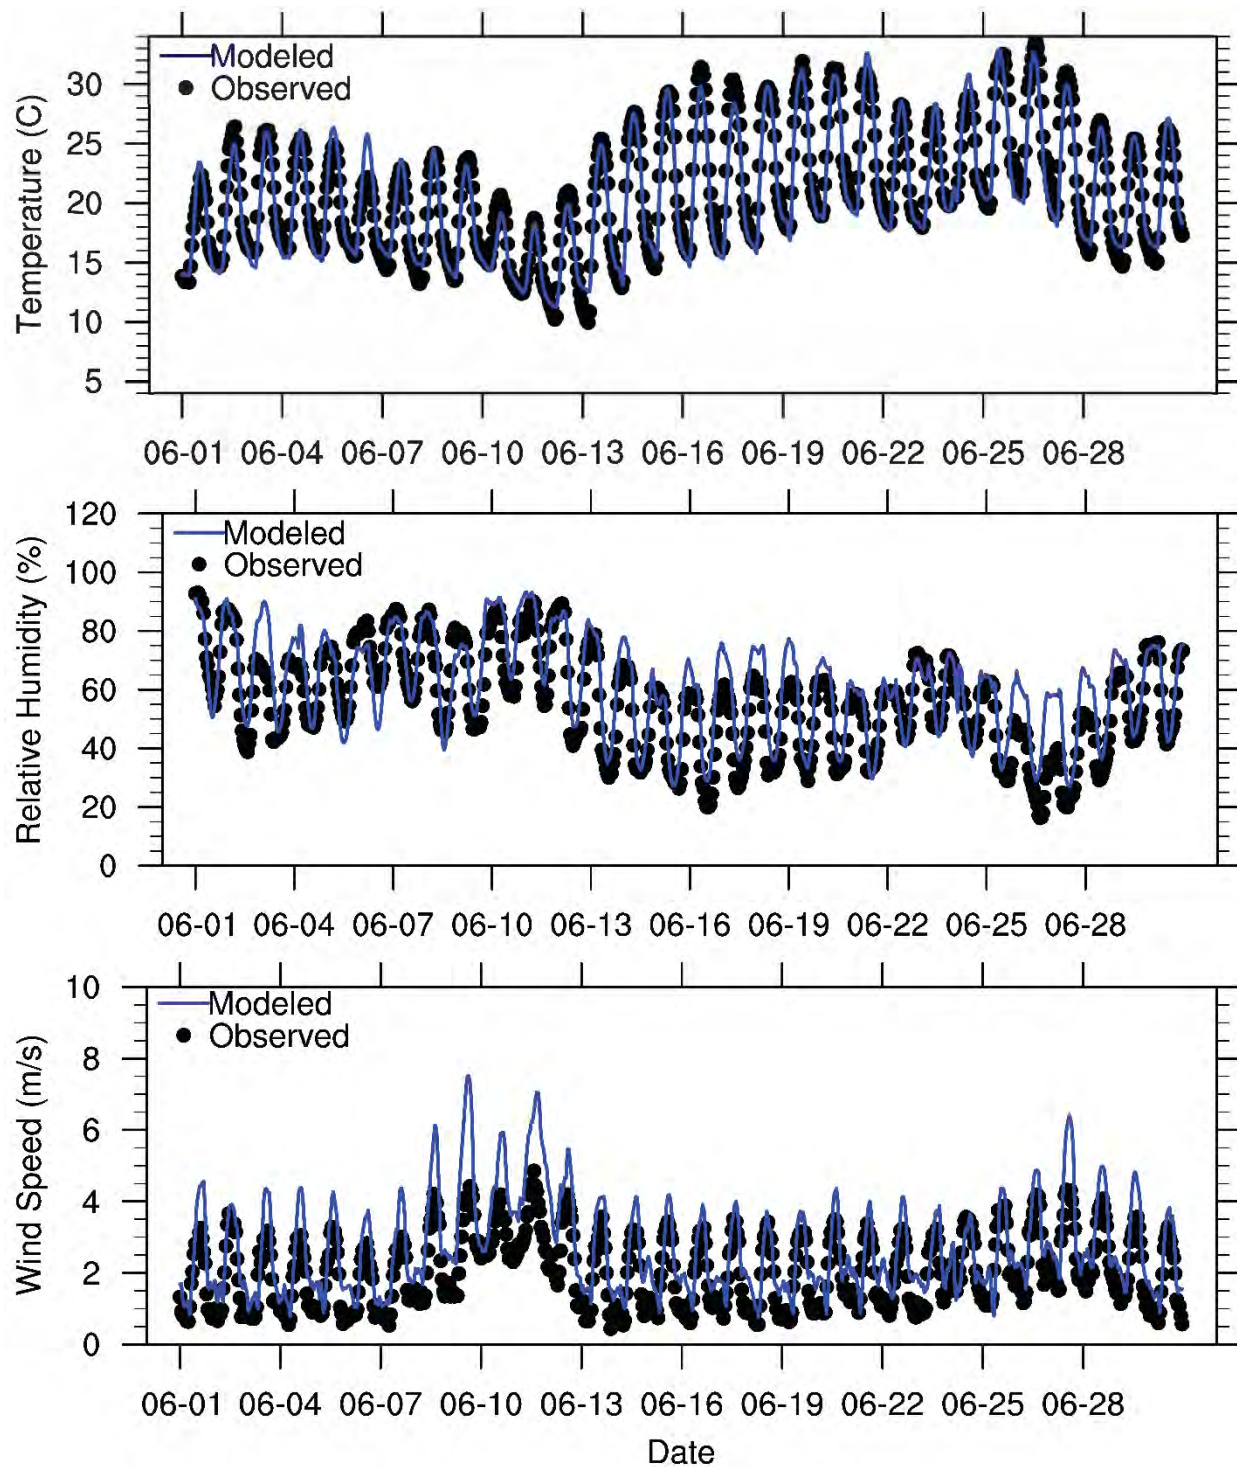 Modeled
Observed
Temperature (C)
30
25
20
15
10
5
06-01 06-04 06-07 06-10 06-13 06-16 06-19 06-22 06-25 06-28
Modeled
Observed
Relative Humidity (%)
120
100
80
60
40
20
0
06-01 06-04 06-07 06-10 06-13 06-16 06-19 06-22 06-25 06-28
Modeled
Observed
Wind Speed (m/s)
10
8
6
4
2
0
06-01 06-04 06-07 06-10 06-13 06-16 06-19 06-22 06-25 06-28
Date